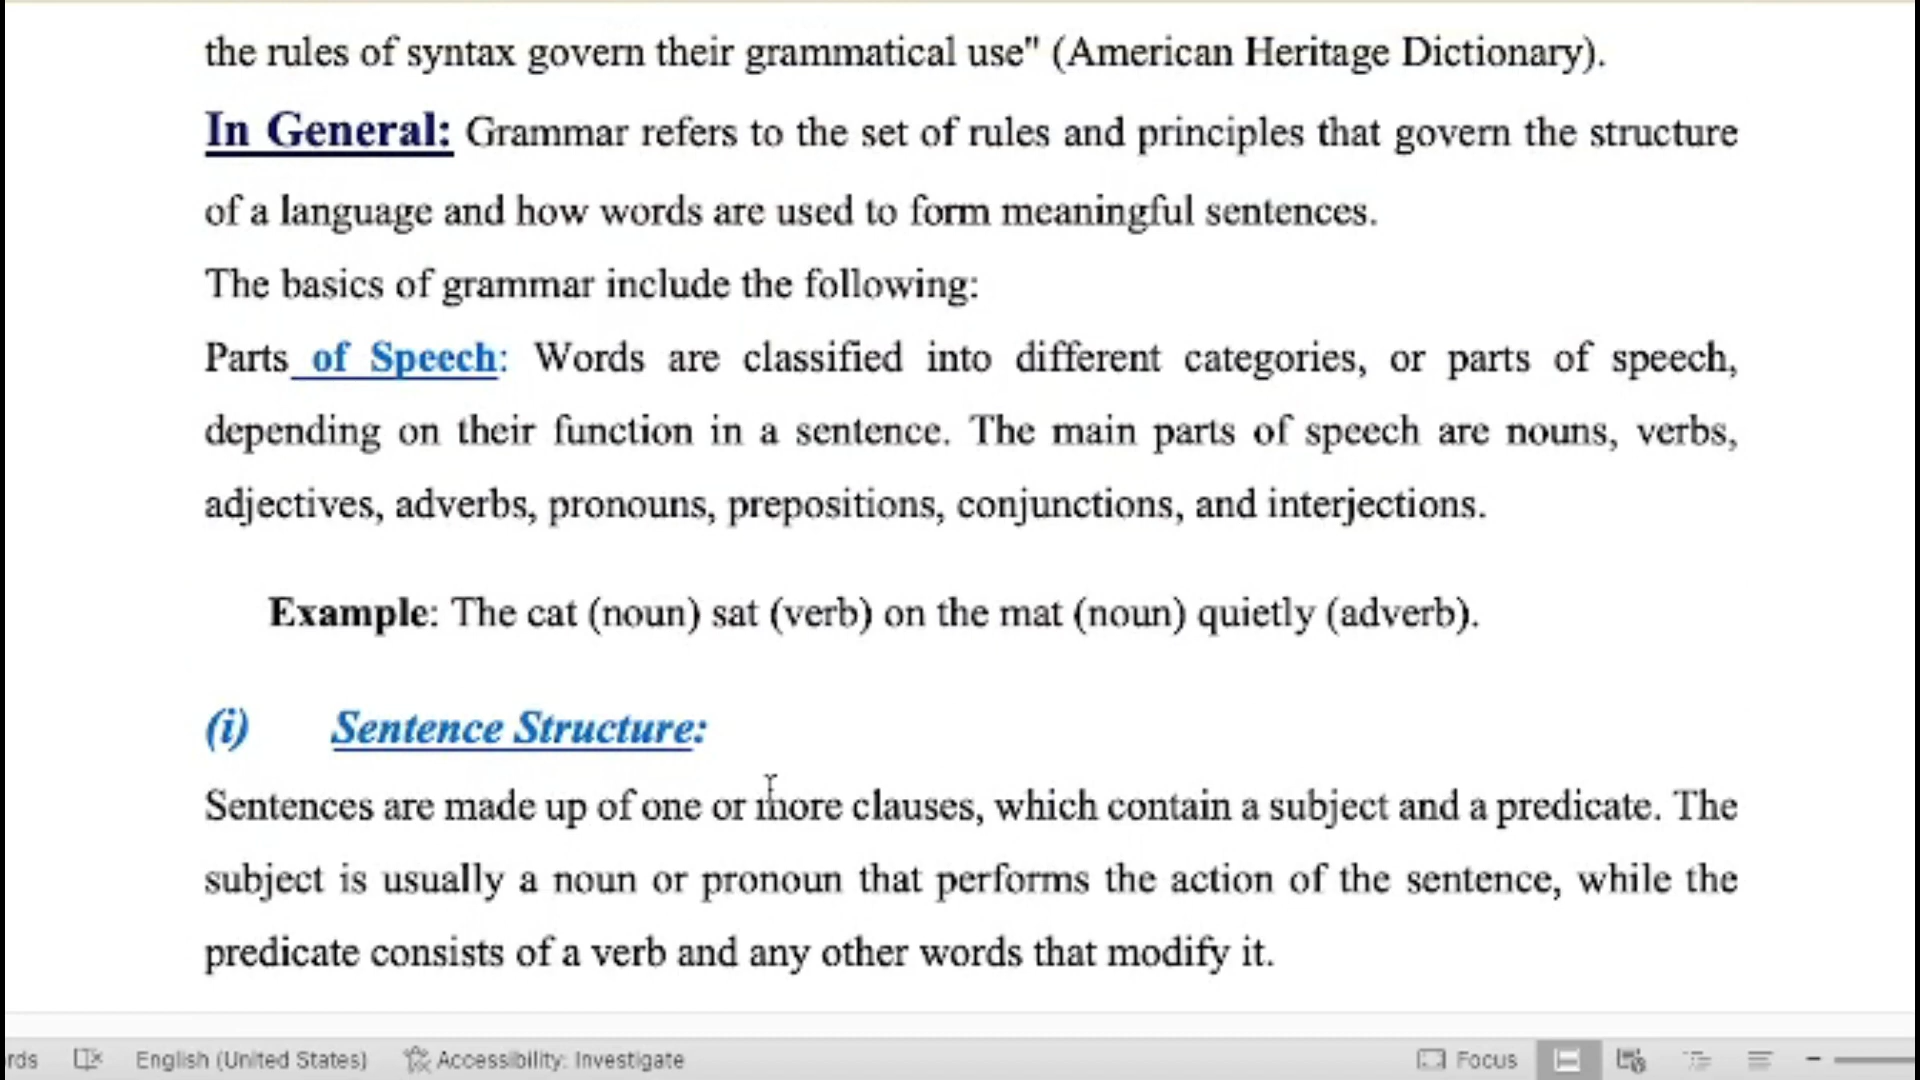 the rules of syntax govern their grammatical use" (American Heritage Dictionary).
In General: Grammar refers to the set of rules and principles that govern the structure
of a language and how words are used to form meaningful sentences.
The basics of grammar include the following:
Parts of Speech: Words are classified into different categories, or parts of speech,
depending on their function in a sentence. The main parts of speech are nouns, verbs,
adjectives, adverbs, pronouns, prepositions, conjunctions, and interjections.
Example: The cat (noun) sat (verb) on the mat (noun) quietly (adverb).
(i) Sentence Structure:
Sentences are made up of one or more clauses, which contain a subject and a predicate. The
subject is usually a noun or pronoun that performs the action of the sentence, while the
predicate consists of a verb and any other words that modify it.
rds English (United States) Accessibility: Investigate Focus